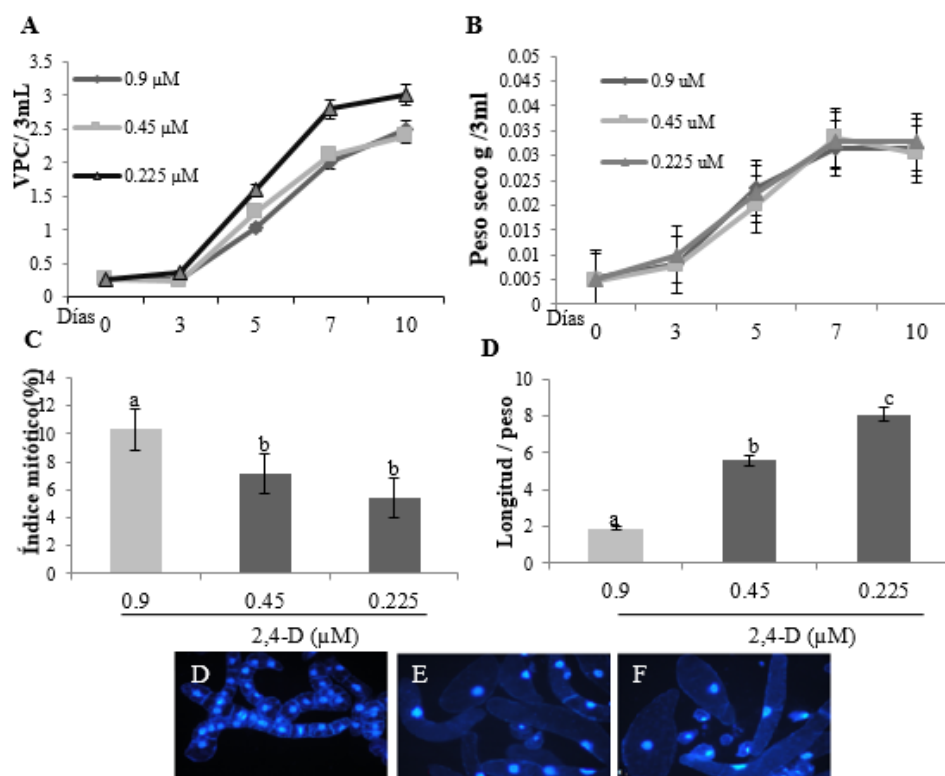 A
VPC/ 3mL
3.5
3
2.5
2
1.5
1
0.5
0
0.9 µM
0.45 µM
0.225 µM
Días
0 3 5 7 10
B
Peso seco g /3ml
0.05
0.045
0.04
0.035
0.03
0.025
0.02
0.015
0.01
0.005
0
0.9 uM
0.45 uM
0.225 uM
Días
0 3 5 7 10
C
Índice mitótico(%)
14
12
10
8
6
4
2
0
a
b
b
0.9 0.45 0.225
2,4-D (µM)
D
Longitud / peso
10
8
6
4
2
0
a
b
c
0.9 0.45 0.225
2,4-D (µM)
D
E
F